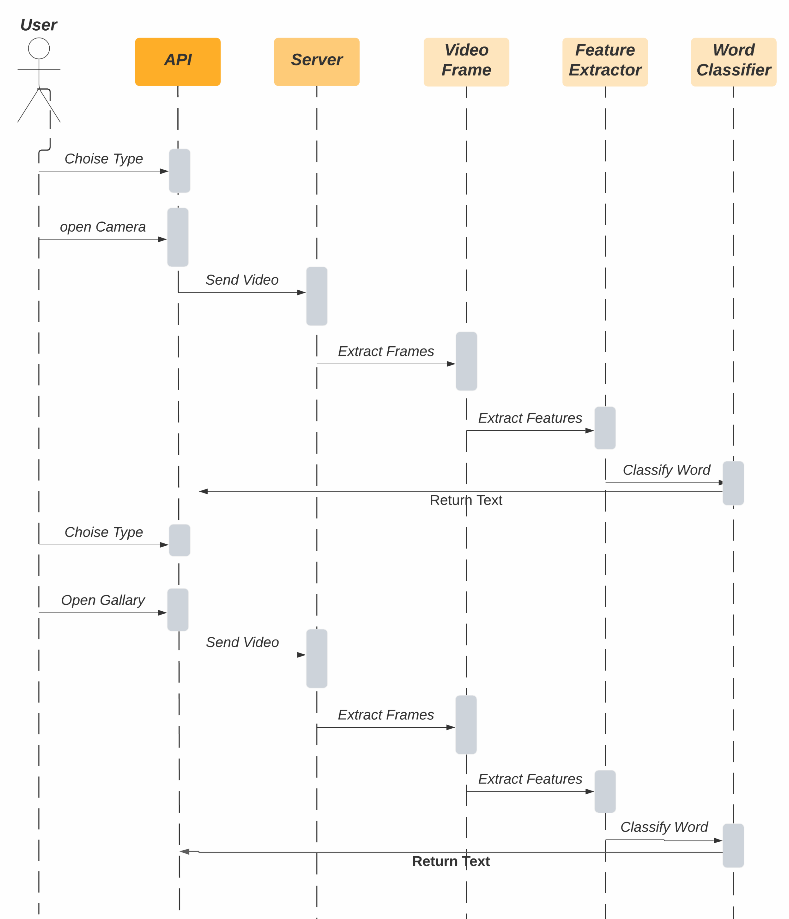 User
API
Server
Video
Frame
Feature
Extractor
Word
Classifier
Choise Type
open Camera
Send Video
Extract Frames
Extract Features
Classify Word
Return Text
Choise Type
Open Gallary
Send Video
Extract Frames
Extract Features
Classify Word
Return Text